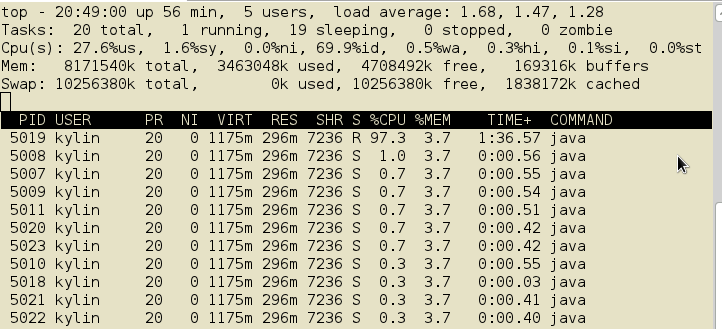 top - 20:49:00 up 56 min,  5 users,  load average: 1.68, 1.47, 1.28
Tasks:  20 total,   1 running,  19 sleeping,   0 stopped,   0 zombie
Cpu(s): 27.6%us,  1.6%sy,  0.0%ni, 69.9%id,  0.5%wa,  0.3%hi,  0.1%si,  0.0%st
Mem:   8171540k total,  3463048k used,  4708492k free,   169316k buffers
Swap: 10256380k total,        0k used, 10256380k free,  1838172k cached
PID USER      PR  NI  VIRT  RES  SHR S %CPU %MEM    TIME+  COMMAND
5019 kylin     20   0 1175m 296m 7236 R 97.3  3.7   1:36.57 java
5008 kylin     20   0 1175m 296m 7236 S  1.0  3.7   0:00.56 java
5007 kylin     20   0 1175m 296m 7236 S  0.7  3.7   0:00.55 java
5009 kylin     20   0 1175m 296m 7236 S  0.7  3.7   0:00.54 java
5011 kylin     20   0 1175m 296m 7236 S  0.7  3.7   0:00.51 java
5020 kylin     20   0 1175m 296m 7236 S  0.7  3.7   0:00.42 java
5023 kylin     20   0 1175m 296m 7236 S  0.7  3.7   0:00.42 java
5010 kylin     20   0 1175m 296m 7236 S  0.3  3.7   0:00.55 java
5018 kylin     20   0 1175m 296m 7236 S  0.3  3.7   0:00.03 java
5021 kylin     20   0 1175m 296m 7236 S  0.3  3.7   0:00.41 java
5022 kylin     20   0 1175m 296m 7236 S  0.3  3.7   0:00.40 java